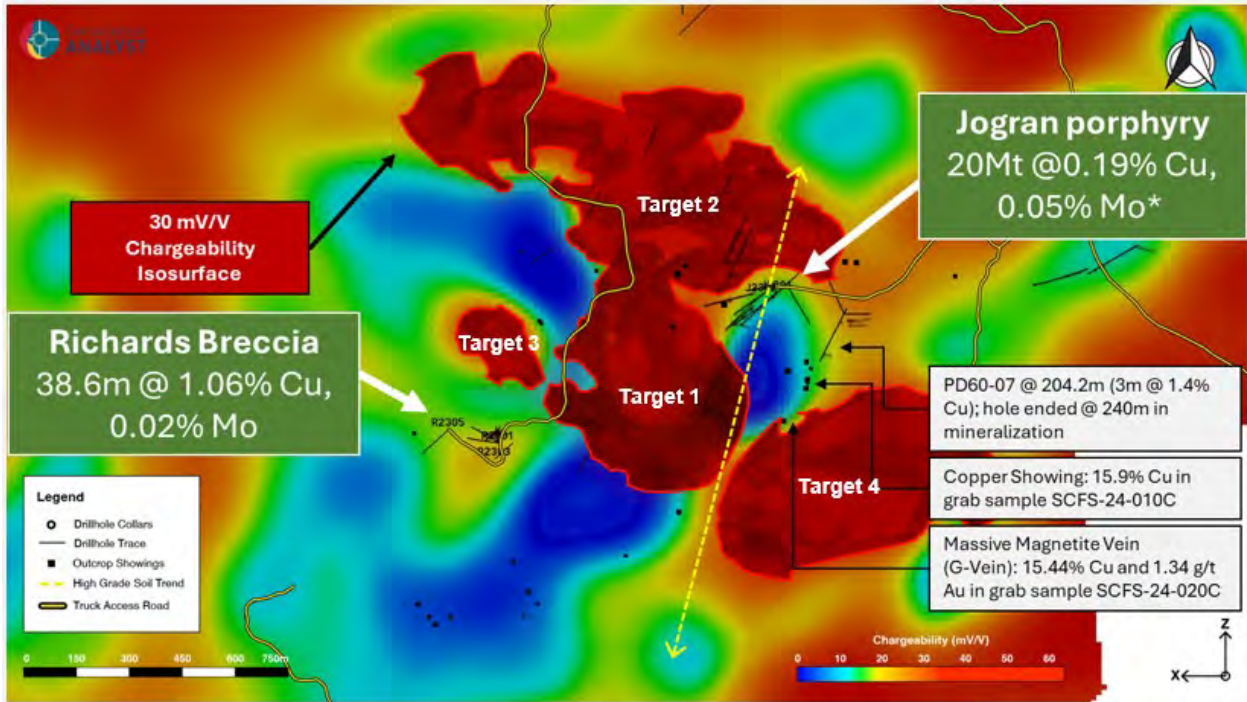 ANALYST
Jogran porphyry
20Mt @0.19% Cu,
0.05% Mo*
Target 2
30 mV/V
Chargeability
Isosurface
Richards Breccia
38.6m @ 1.06% Cu,
0.02% Mo
Target 3
Target 1
R2305
Target 4
PD60-07 @ 204.2m (3m @ 1.4%
Cu); hole ended @ 240m in
mineralization
Copper Showing: 15.9% Cu in
grab sample SCFS-24-010C
Massive Magnetite Vein
(G-Vein): 15.44% Cu and 1.34 g/t
Au in grab sample SCFS-24-020C
Legend
Drillhole Collars
Drillhole Trace
Outcrop Showings
High Grade Soil Trend
Truck Access Road
0 150 300 450 600 750m
Chargeability (mV/V)
0 10 20 30 40 50 60
Z
X